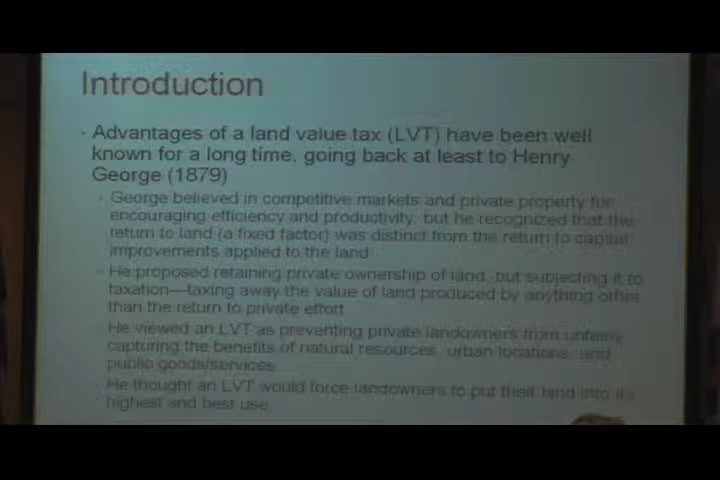 Introduction
· Advantages of a land value tax (LVT) have been well
known for a long time, going back at least to Henry
George (1879)
· George believed in competitive markets and private property for
encouraging efficiency and productivity, but he recognized that the
return to land (a fixed factor) was distinct from the return to capital
improvements applied to the land
· He proposed retaining private ownership of land, but subjecting it to
taxation—taxing away the value of land produced by anything other
than the return to private effort
· He viewed an LVT as preventing private landowners from unfairly
capturing the benefits of natural resources, urban locations, and
public goods/services
· He thought an LVT would force landowners to put their land into its
highest and best use